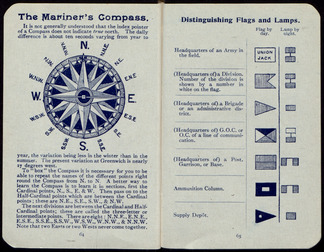 The Mariner's Compass.
It is not generally understood that the index pointer
of a Compass does not indicate true north. The daily
difference is about ten seconds varying from year to
N.
E.
S.
W.
N.E.
E.N.E.
E.S.E.
S.E.
S.S.E.
S.S.W.
S.W.
W.S.W.
W.N.W.
N.W.
year, the variation being less in the winter than in the
summer. The present variation at Greenwich is nearly
degrees west.
To "box" the Compass it is necessary for you to be
able to repeat the names of the different points right
round the Compass from N. to N. A better way to
learn the Compass is to learn it in sections, first the
Cardinal points, N., S., E. & W. Then pass on to the
Half-Cardinal points which are between the Cardinal
points; these are N.E., S.E., S.W., & N.W.
The next divisions are between the Cardinal and Half-
Cardinal points; these are called the three-letter or
Intermediate points. These are eight: N.N.E., E.N.E.,
E.S.E., S.S.E., S.S.W., W.S.W., W.N.W. & N.N.W.
Note that two Easts or two Wests never come together.
Distinguishing Flags and Lamps.
Flag by
day.
Lamp by
night.
Headquarters of an Army in
the field.
UNION
JACK
(Headquarters of) a Division.
Number of the division is
shown by a number in
white on the flag.
(Headquarters of) a Brigade
or an administrative dis-
trict.
(Headquarters) of G.O.C. or
O.C. of a line of communi-
cation.
(Headquarters) of a Post,
Garrison, or Base.
Ammunition Column.
Supply Depôt.